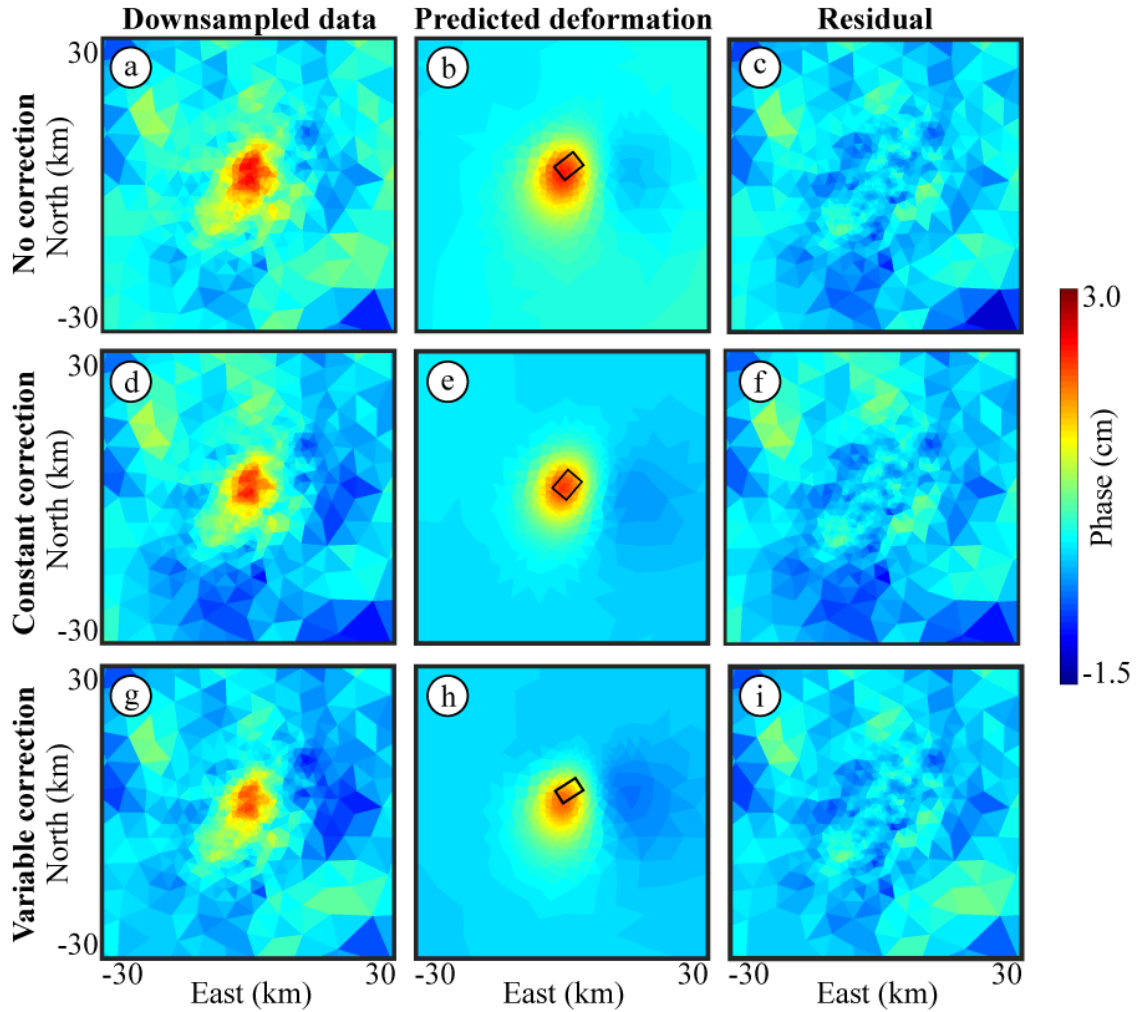 Downsampled data Predicted deformation Residual
No correction
North (km)
30
-30
a
b
c
Constant correction
North (km)
30
-30
d
e
f
Variable correction
North (km)
30
-30
g
h
i
-30 30
East (km)
-30 30
East (km)
-30 30
East (km)
3.0
Phase (cm)
-1.5